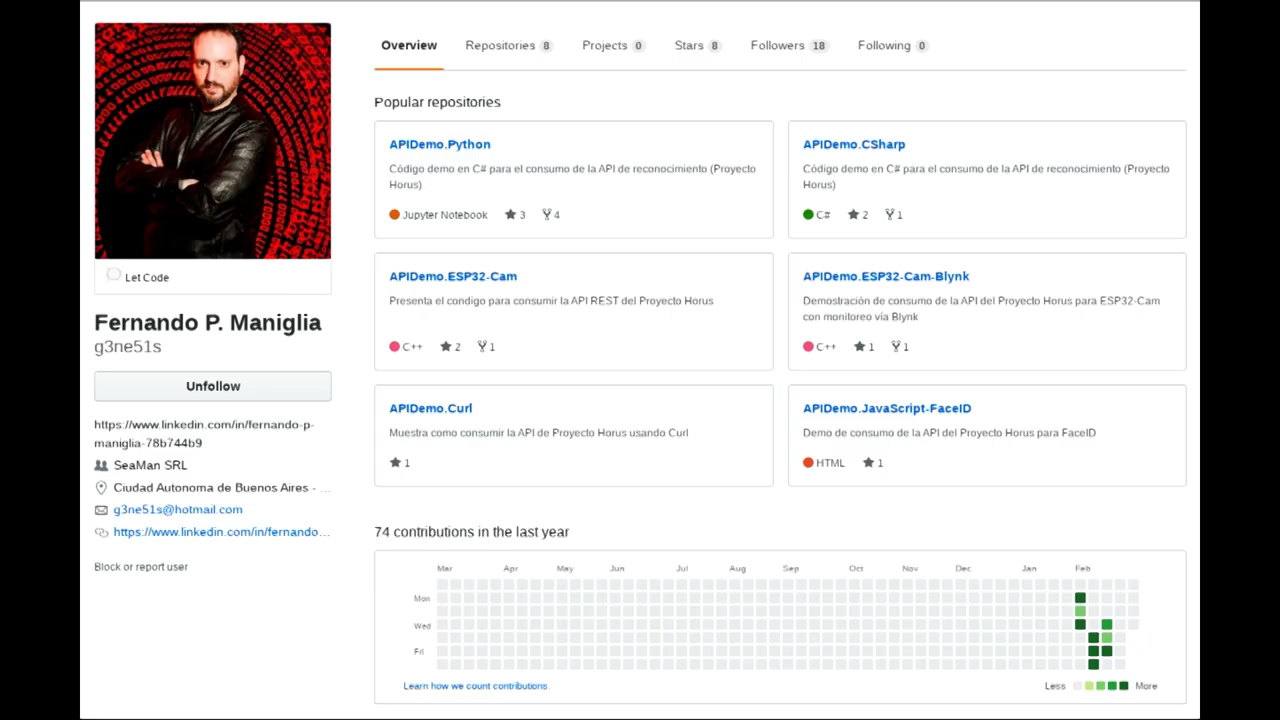 Overview Repositories 8 Projects 0 Stars 8 Followers 18 Following 0
Let Code
Fernando P. Maniglia
g3ne51s
Unfollow
https://www.linkedin.com/in/fernando-p-
maniglia-78b744b9
SeaMan SRL
Ciudad Autonoma de Buenos Aires - ...
g3ne51s@hotmail.com
https://www.linkedin.com/in/fernando...
Block or report user
Popular repositories
APIDemo.Python
Código demo en C# para el consumo de la API de reconocimiento (Proyecto
Horus)
Jupyter Notebook 3 4
APIDemo.CSharp
Código demo en C# para el consumo de la API de reconocimiento (Proyecto
Horus)
C# 2 1
APIDemo.ESP32-Cam
Presenta el condigo para consumir la API REST del Proyecto Horus
C++ 2 1
APIDemo.ESP32-Cam-Blynk
Demostración de consumo de la API del Proyecto Horus para ESP32-Cam
con monitoreo vía Blynk
C++ 1 1
APIDemo.Curl
Muestra como consumir la API de Proyecto Horus usando Curl
1
APIDemo.JavaScript-FaceID
Demo de consumo de la API del Proyecto Horus para FaceID
HTML 1
74 contributions in the last year
Mar Apr May Jun Jul Aug Sep Oct Nov Dec Jan Feb
Mon
Wed
Fri
Learn how we count contributions.
Less More